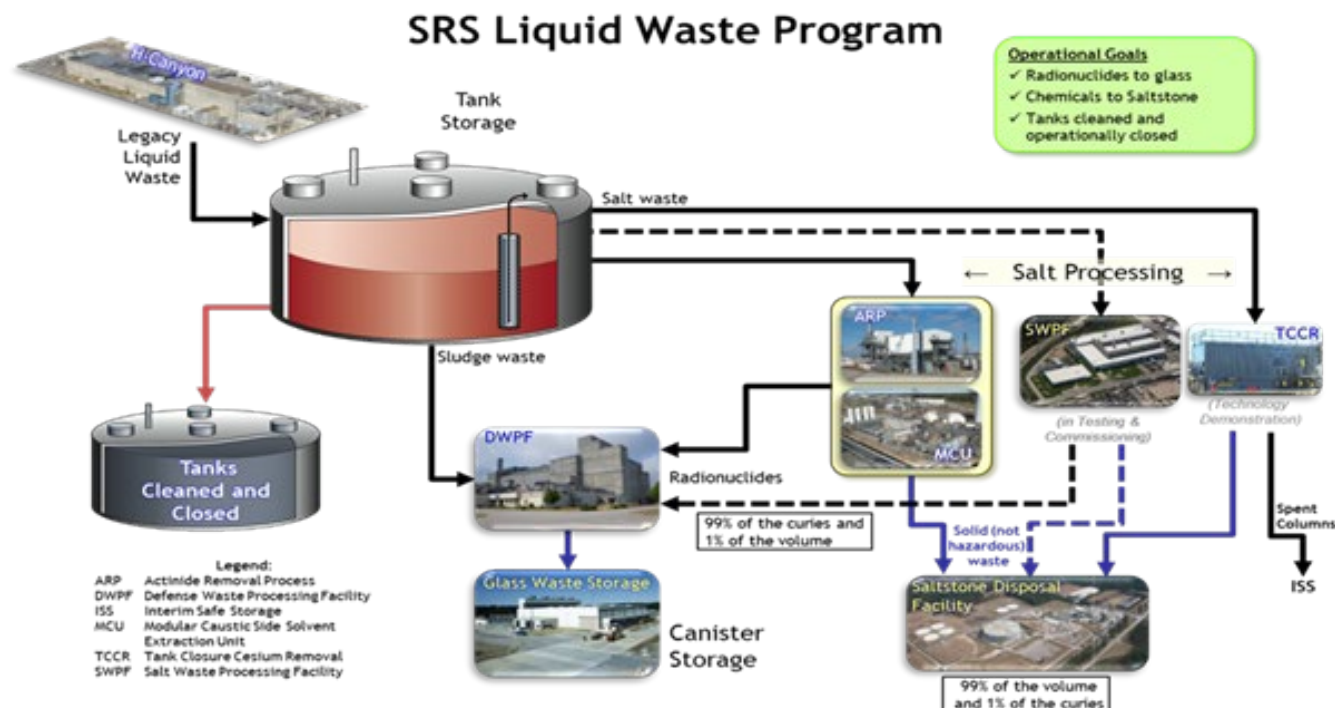 SRS Liquid Waste Program
H-Canyon
Operational Goals
✓ Radionuclides to glass
✓ Chemicals to Saltstone
✓ Tanks cleaned and
operationally closed
Tank
Storage
Legacy
Liquid
Waste
Salt waste
← Salt Processing →
ARP
SWPF
TCCR
Sludge waste
(in Testing &
Commissioning)
(Technology
Demonstration)
MCU
DWPF
Tanks
Cleaned and
Closed
Radionuclides
99% of the curies and
1% of the volume
Solid (not
hazardous)
waste
Spent
Columns
ISS
Glass Waste Storage
Canister
Storage
Saltstone Disposal
Facility
99% of the volume
and 1% of the curies
Legend:
ARP Actinide Removal Process
DWPF Defense Waste Processing Facility
ISS Interim Safe Storage
MCU Modular Caustic Side Solvent
Extraction Unit
TCCR Tank Closure Cesium Removal
SWPF Salt Waste Processing Facility